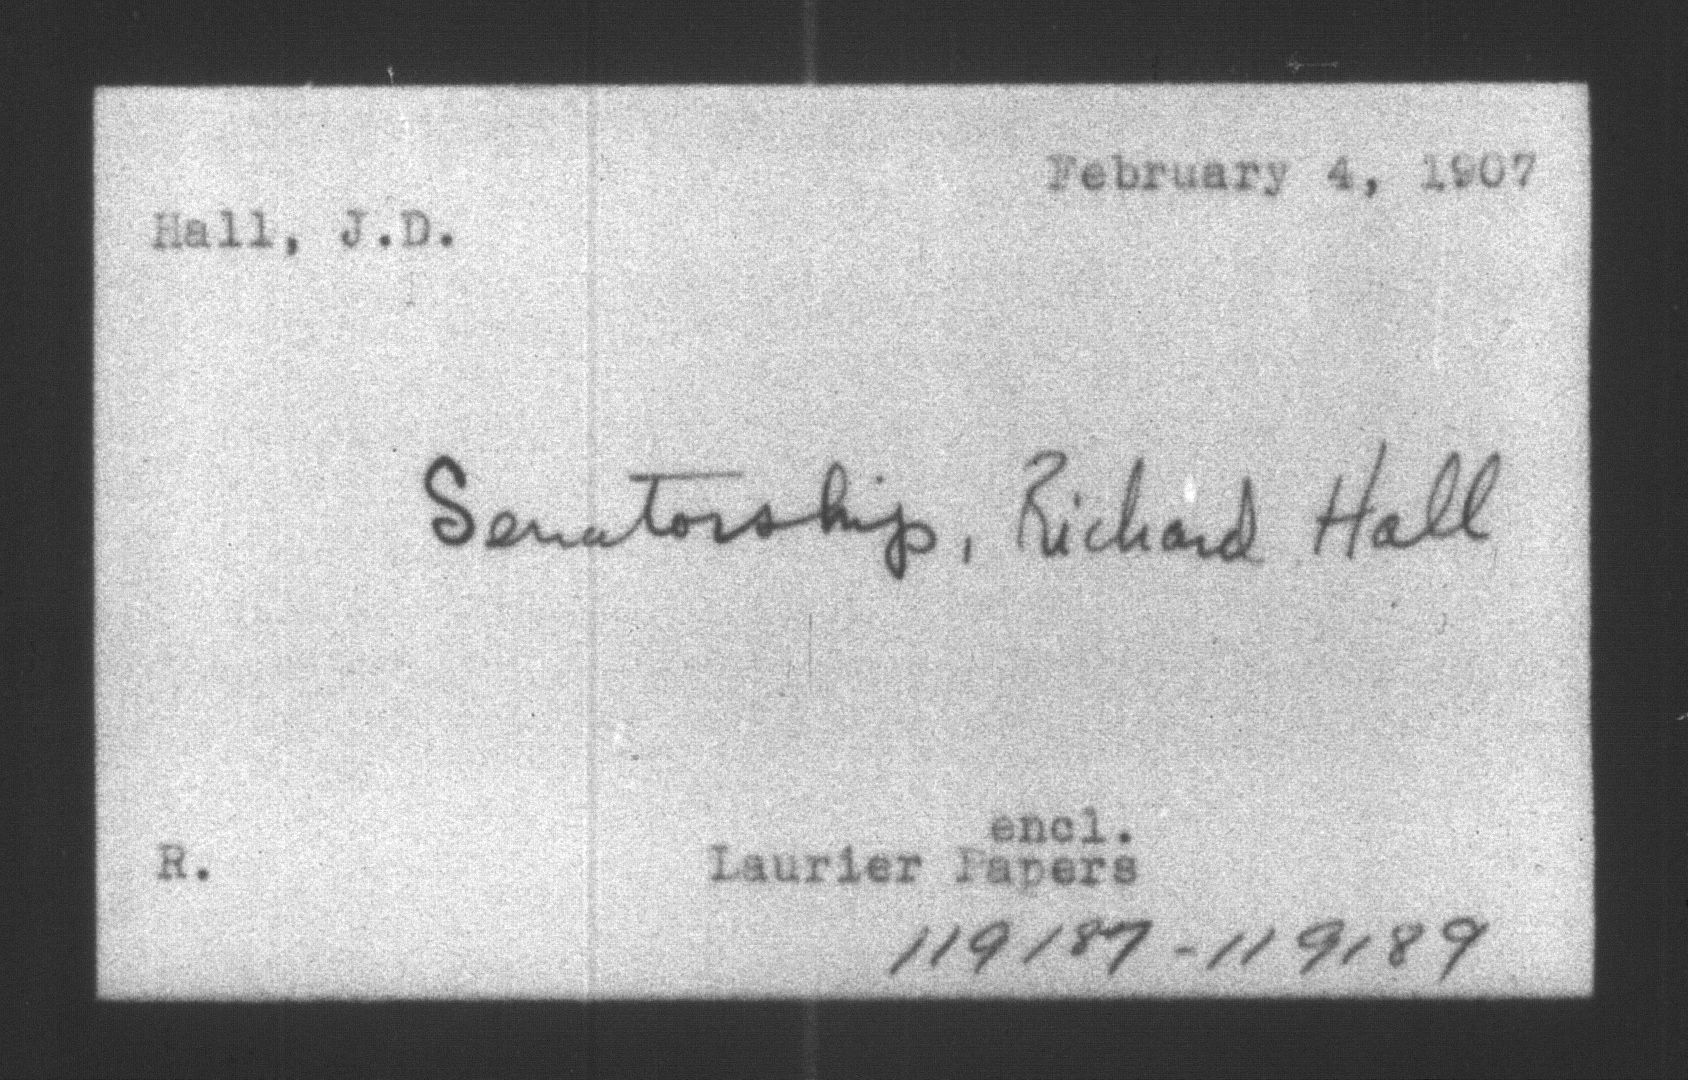 February 4, 1907
Hall, J.D.
Senatorship, Richard Hall
encl.
R. Laurier Papers
119187-119189